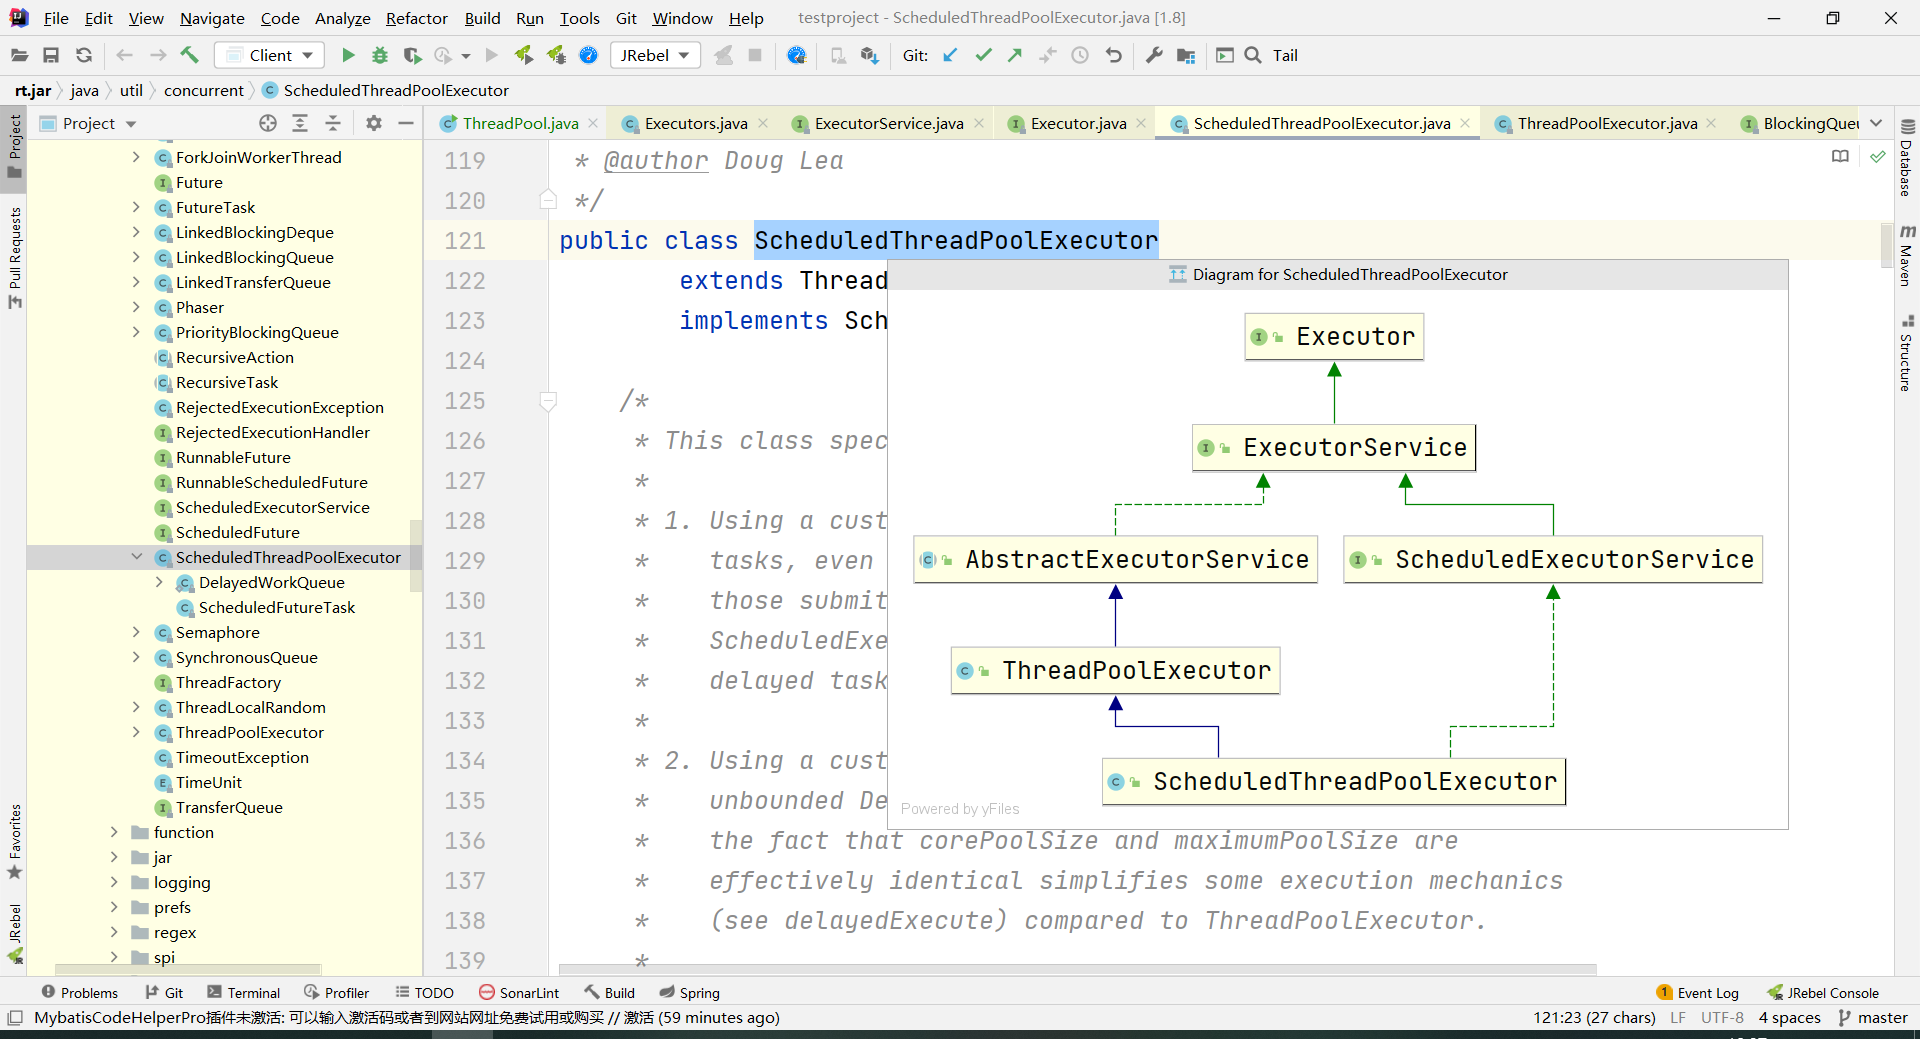 File Edit View Navigate Code Analyze Refactor Build Run Tools Git Window Help testproject - ScheduledThreadPoolExecutor.java [1.8]
Client JRebel Git: Tail
rt.jar java util concurrent ScheduledThreadPoolExecutor
Project
ThreadPool.java Executors.java ExecutorService.java Executor.java ScheduledThreadPoolExecutor.java ThreadPoolExecutor.java BlockingQueu
Project
Pull Requests
Favorites
JRebel
ForkJoinWorkerThread
Future
FutureTask
LinkedBlockingDeque
LinkedBlockingQueue
LinkedTransferQueue
Phaser
PriorityBlockingQueue
RecursiveAction
RecursiveTask
RejectedExecutionException
RejectedExecutionHandler
RunnableFuture
RunnableScheduledFuture
ScheduledExecutorService
ScheduledFuture
ScheduledThreadPoolExecutor
DelayedWorkQueue
ScheduledFutureTask
Semaphore
SynchronousQueue
ThreadFactory
ThreadLocalRandom
ThreadPoolExecutor
TimeoutException
TimeUnit
TransferQueue
function
jar
logging
prefs
regex
spi
119 * @author Doug Lea
120 */
121 public class ScheduledThreadPoolExecutor
122 extends Thread
123 implements Sch
124
125 /*
126 * This class spec
127 *
128 * 1. Using a cust
129 * tasks, even
130 * those submit
131 * ScheduledExe
132 * delayed task
133 *
134 * 2. Using a cust
135 * unbounded De
136 * the fact that corePoolSize and maximumPoolSize are
137 * effectively identical simplifies some execution mechanics
138 * (see delayedExecute) compared to ThreadPoolExecutor.
139 *
Diagram for ScheduledThreadPoolExecutor
Executor
ExecutorService
AbstractExecutorService ScheduledExecutorService
ThreadPoolExecutor
ScheduledThreadPoolExecutor
Powered by yFiles
Database
Maven
Structure
Problems Git Terminal Profiler TODO SonarLint Build Spring 1 Event Log JRebel Console
MybatisCodeHelperPro插件未激活: 可以输入激活码或者到网站网址免费试用或购买 // 激活 (59 minutes ago) 121:23 (27 chars) LF UTF-8 4 spaces master